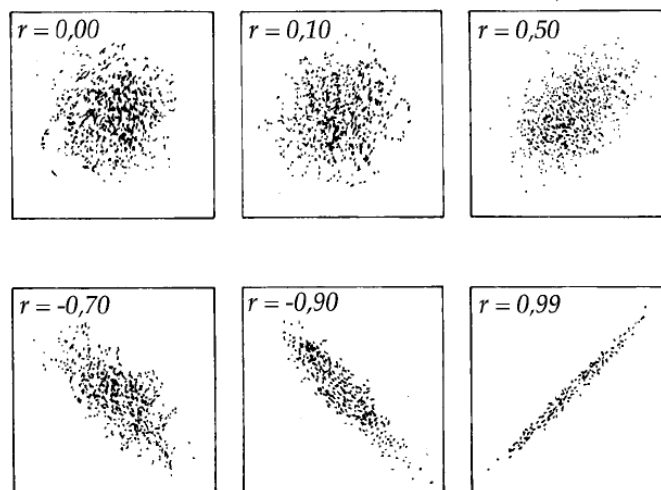 r = 0,00
r = 0,10
r = 0,50
r = -0,70
r = -0,90
r = 0,99